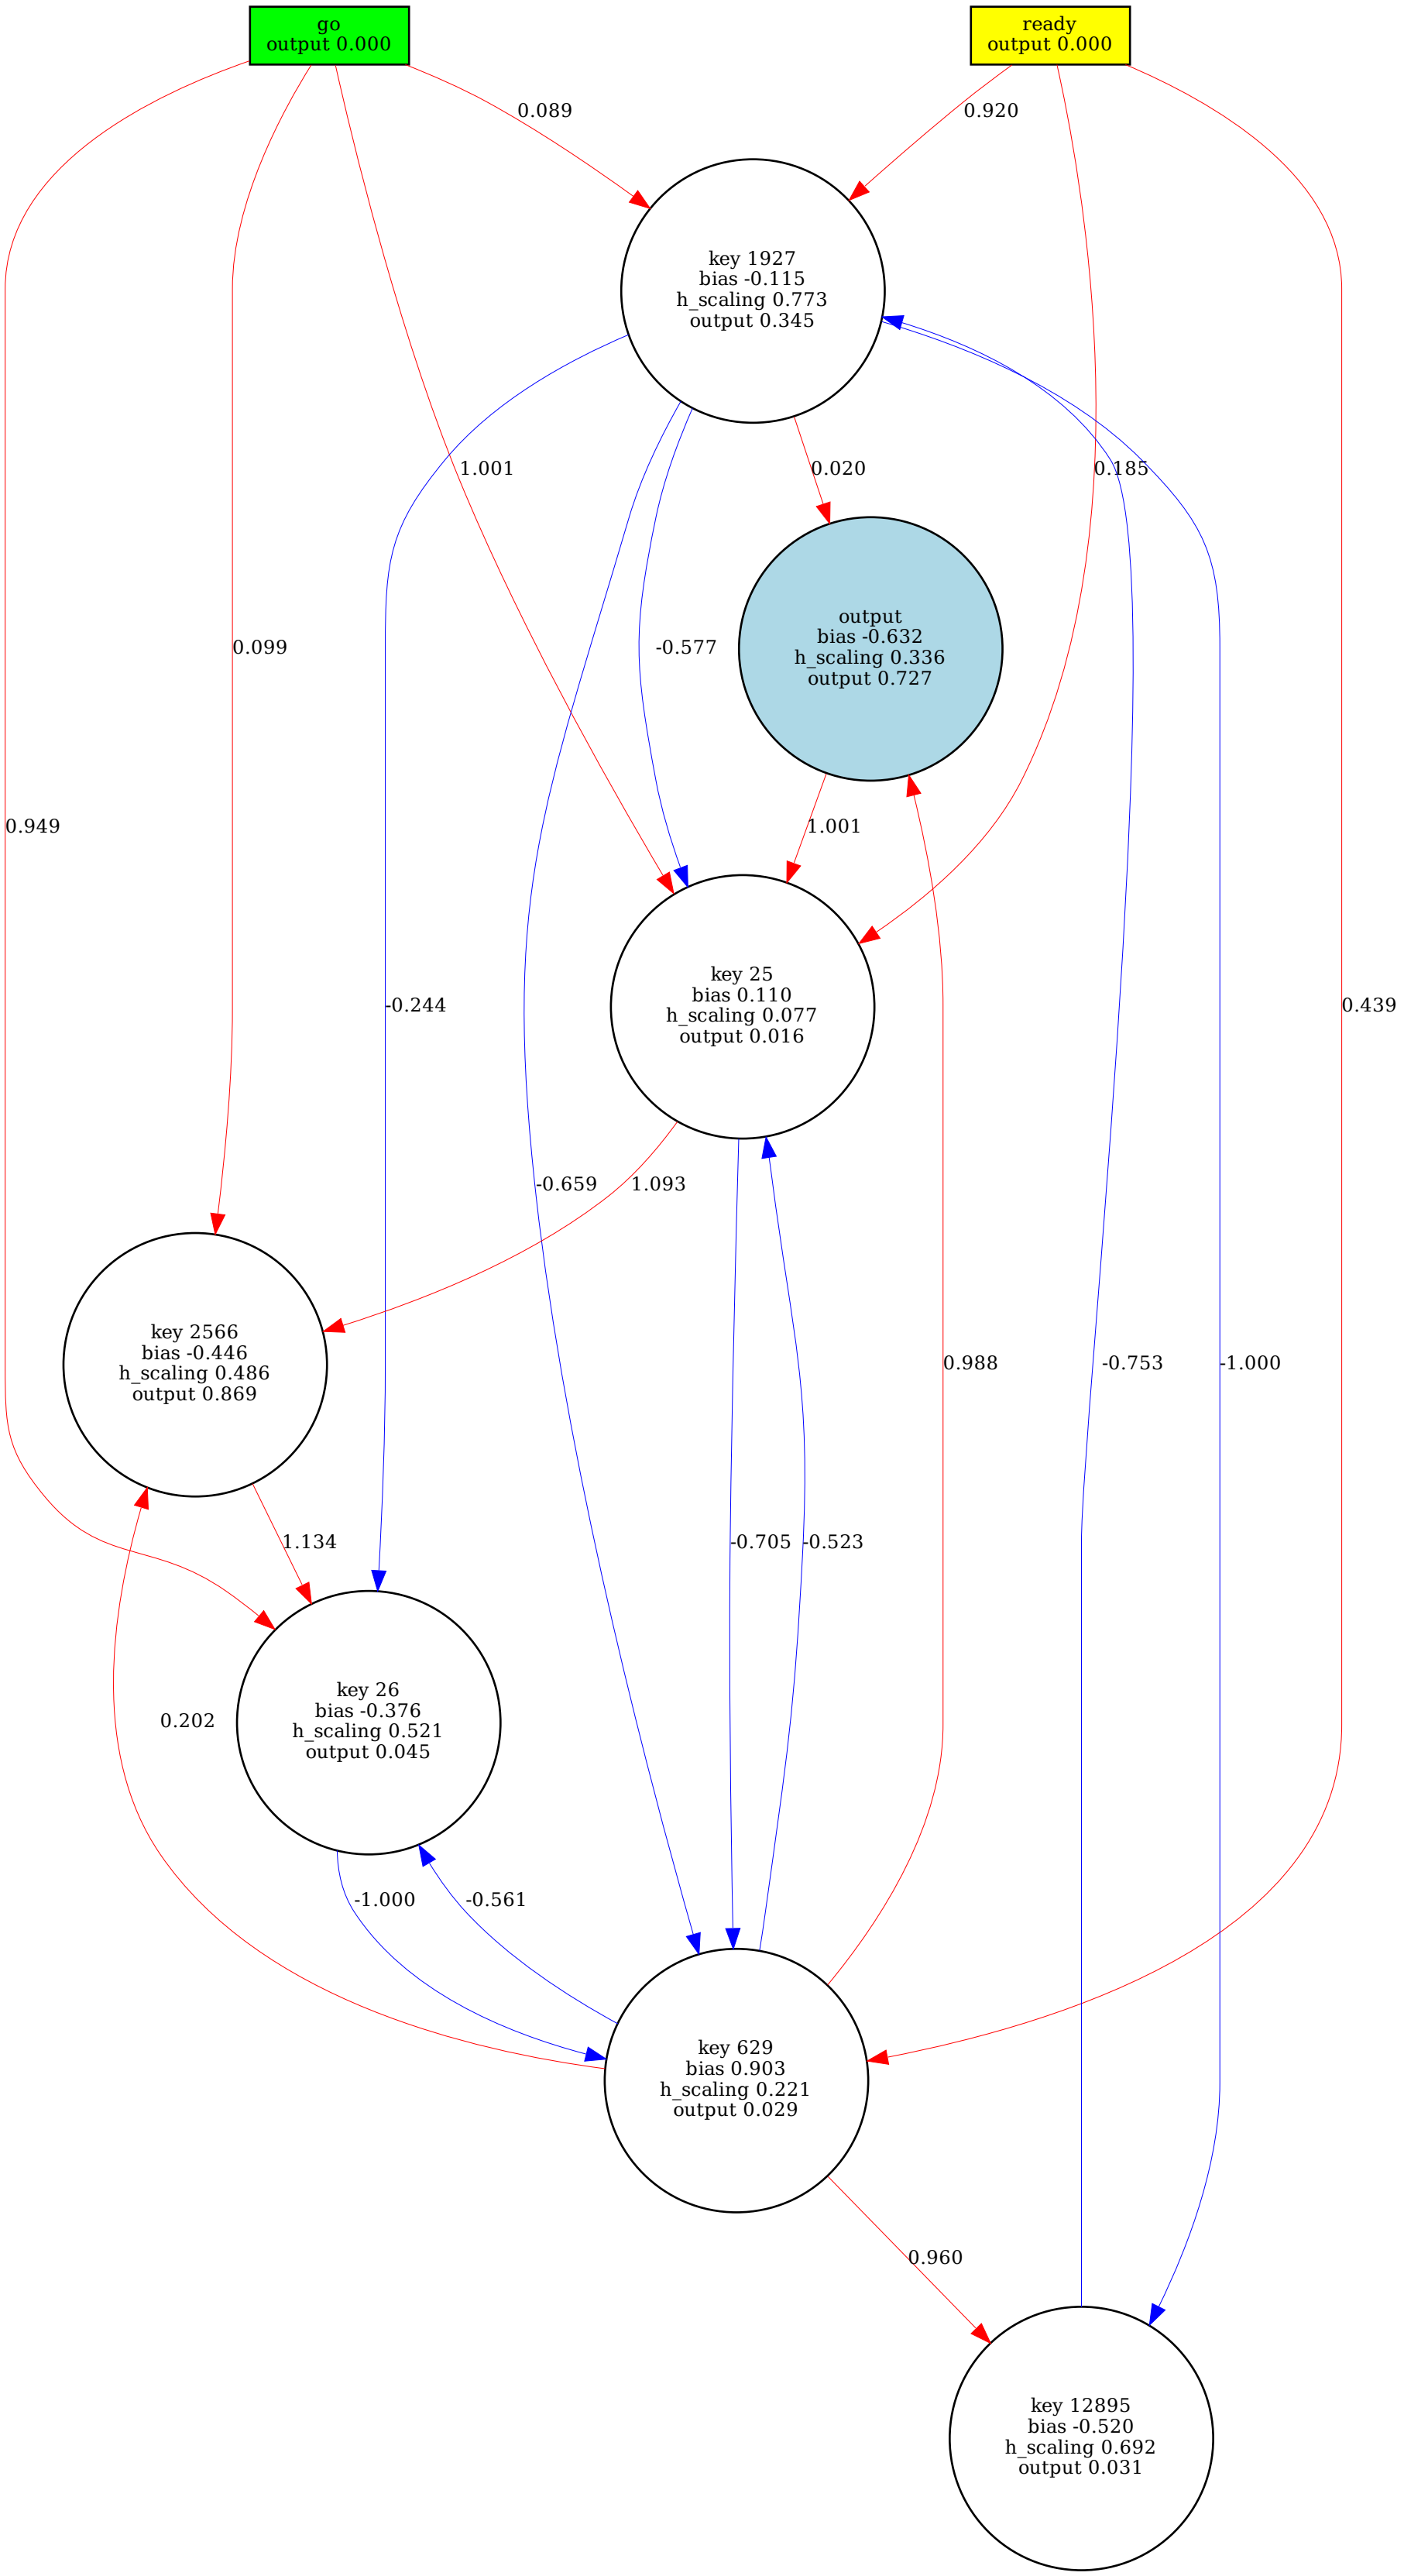 go
output 0.000
ready
output 0.000
0.089
0.920
key 1927
bias -0.115
h_scaling 0.773
output 0.345
1.001
0.020
0.185
0.099
-0.577
output
bias -0.632
h_scaling 0.336
output 0.727
0.949
1.001
-0.244
key 25
bias 0.110
h_scaling 0.077
output 0.016
0.439
-0.659
1.093
key 2566
bias -0.446
h_scaling 0.486
output 0.869
0.988
-0.753
-1.000
1.134
-0.705
-0.523
0.202
key 26
bias -0.376
h_scaling 0.521
output 0.045
-1.000
-0.561
key 629
bias 0.903
h_scaling 0.221
output 0.029
0.960
key 12895
bias -0.520
h_scaling 0.692
output 0.031